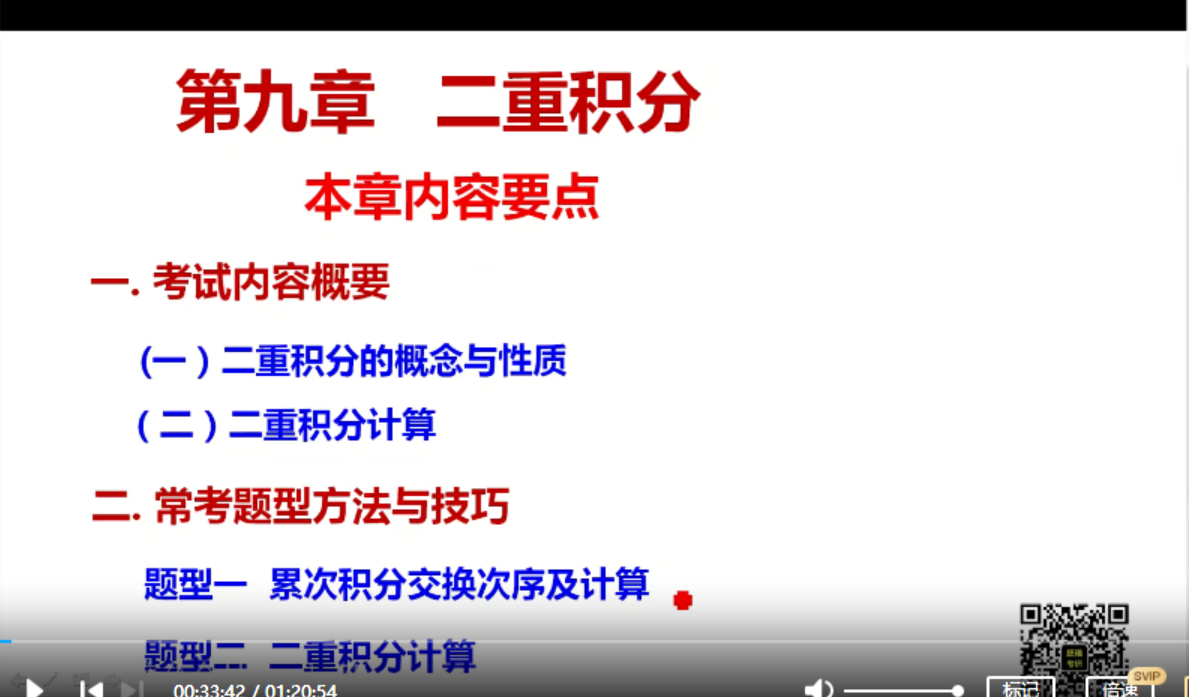 第九章 二重积分
本章内容要点
一. 考试内容概要
(一）二重积分的概念与性质
（二）二重积分计算
二. 常考题型方法与技巧
题型一 累次积分交换次序及计算
题型二 二重积分计算
00:33:42 / 01:20:54
标记
倍速
SVIP